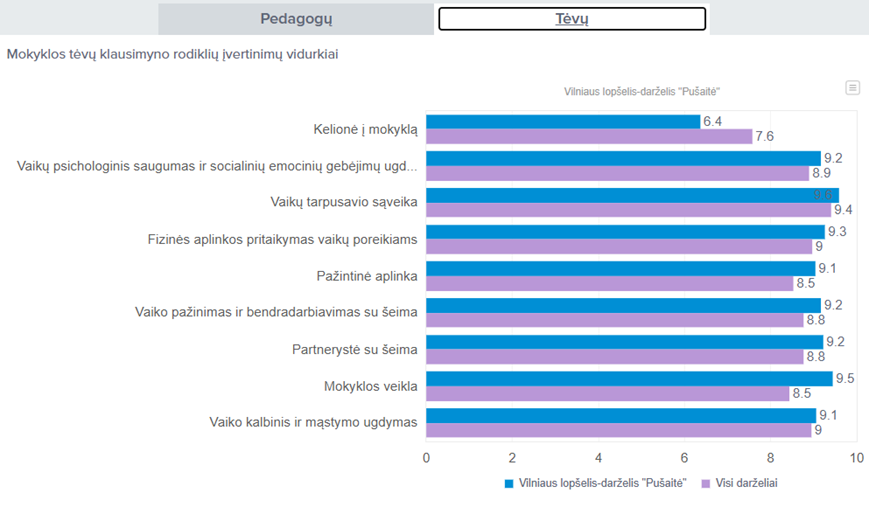 Pedagogų
Tėvų
Mokyklos tėvų klausimyno rodiklių įvertinimų vidurkiai
Vilniaus lopšelis-darželis "Pušaitė"
Kelionė į mokyklą
6.4
7.6
Vaikų psichologinis saugumas ir socialinių emocinių gebėjimų ugd...
9.2
8.9
Vaikų tarpusavio sąveika
9.6
9.4
Fizinės aplinkos pritaikymas vaikų poreikiams
9.3
9
Pažintinė aplinka
9.1
8.5
Vaiko pažinimas ir bendradarbiavimas su šeima
9.2
8.8
Partnerystė su šeima
9.2
8.8
Mokyklos veikla
9.5
8.5
Vaiko kalbinis ir mąstymo ugdymas
9.1
9
0 2 4 6 8 10
Vilniaus lopšelis-darželis "Pušaitė" Visi darželiai